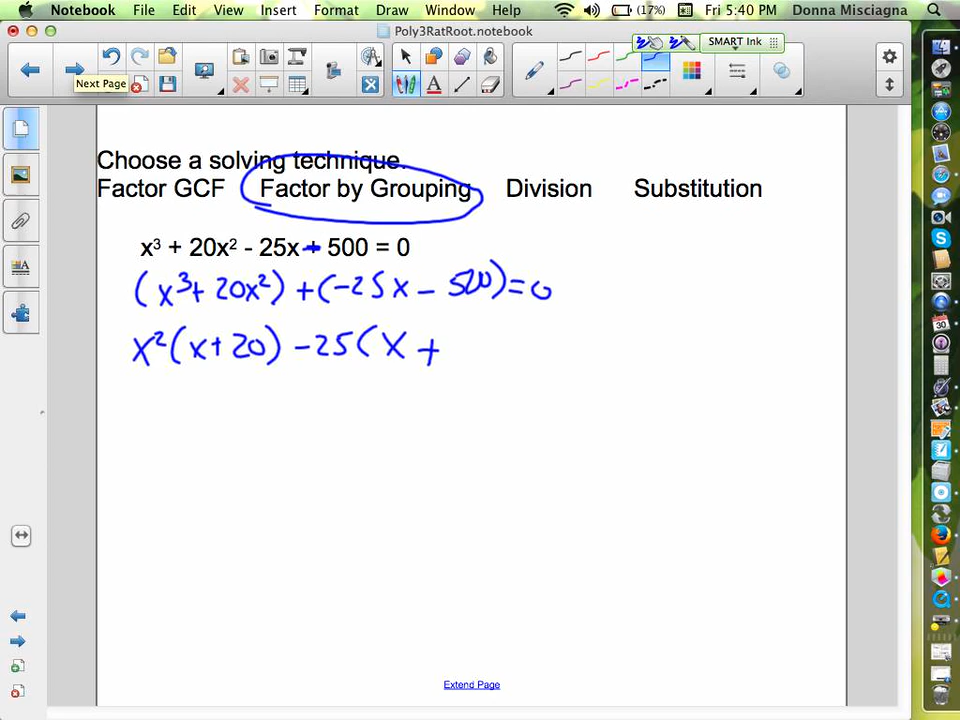 Notebook File Edit View Insert Format Draw Window Help (17%) Fri 5:40 PM Donna Misciagna
Poly3RatRoot.notebook
SMART Ink
Next Page
Choose a solving technique.
Factor GCF Factor by Grouping Division Substitution
x³ + 20x² - 25x - 500 = 0
(x³+ 20x²) +(-25x - 500)=0
x²(x+20) -25(x +
Extend Page